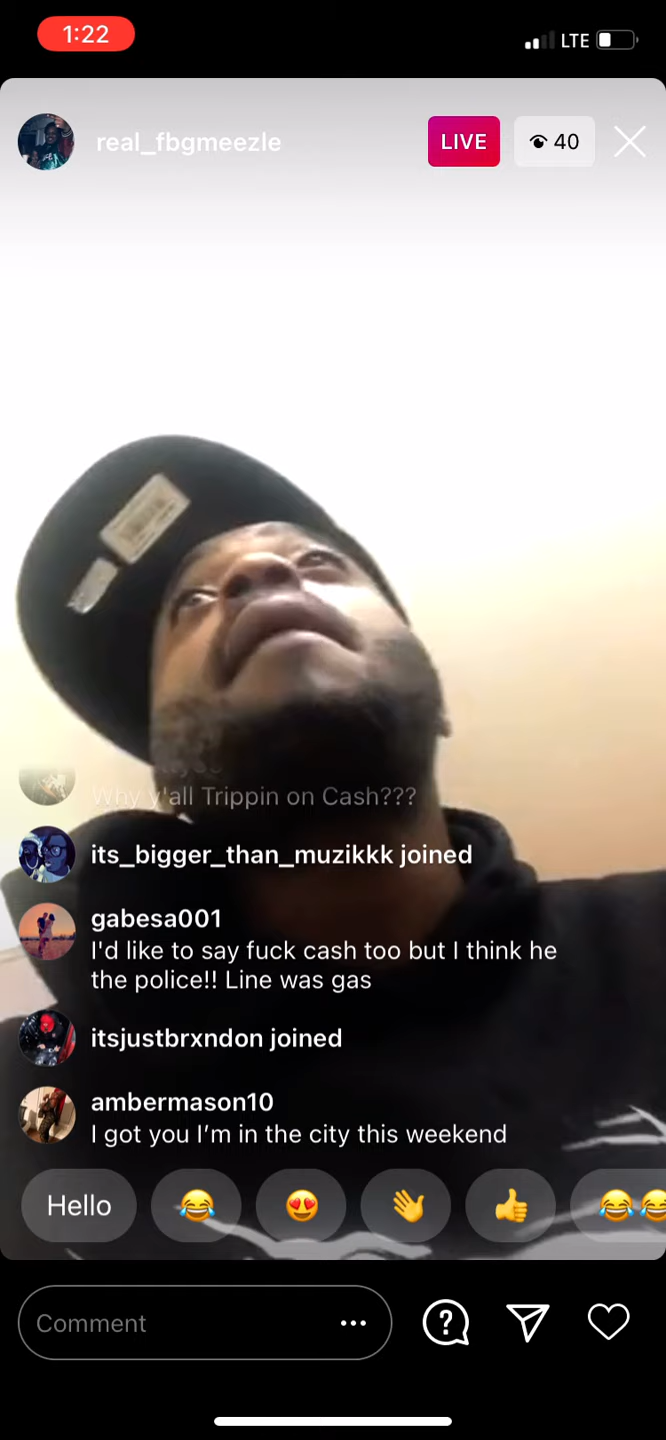 1:22
LTE
real_fbgmeezle
LIVE
40
Why y'all Trippin on Cash???
its_bigger_than_muzikkk joined
gabesa001
I'd like to say fuck cash too but I think he
the police!! Line was gas
itsjustbrxndon joined
ambermason10
I got you I’m in the city this weekend
Hello
Comment